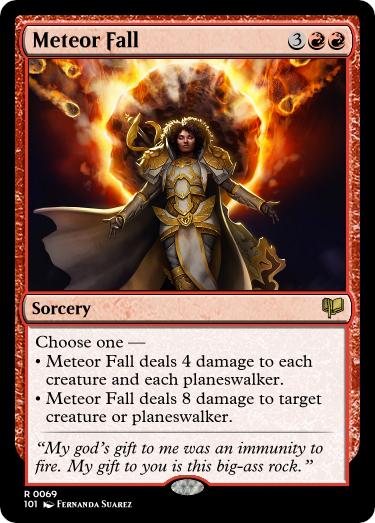 Meteor Fall 3
Sorcery
Choose one —
• Meteor Fall deals 4 damage to each
creature and each planeswalker.
• Meteor Fall deals 8 damage to target
creature or planeswalker.
“My god's gift to me was an immunity to
fire. My gift to you is this big-ass rock.”
R 0069
101 Fernanda Suarez